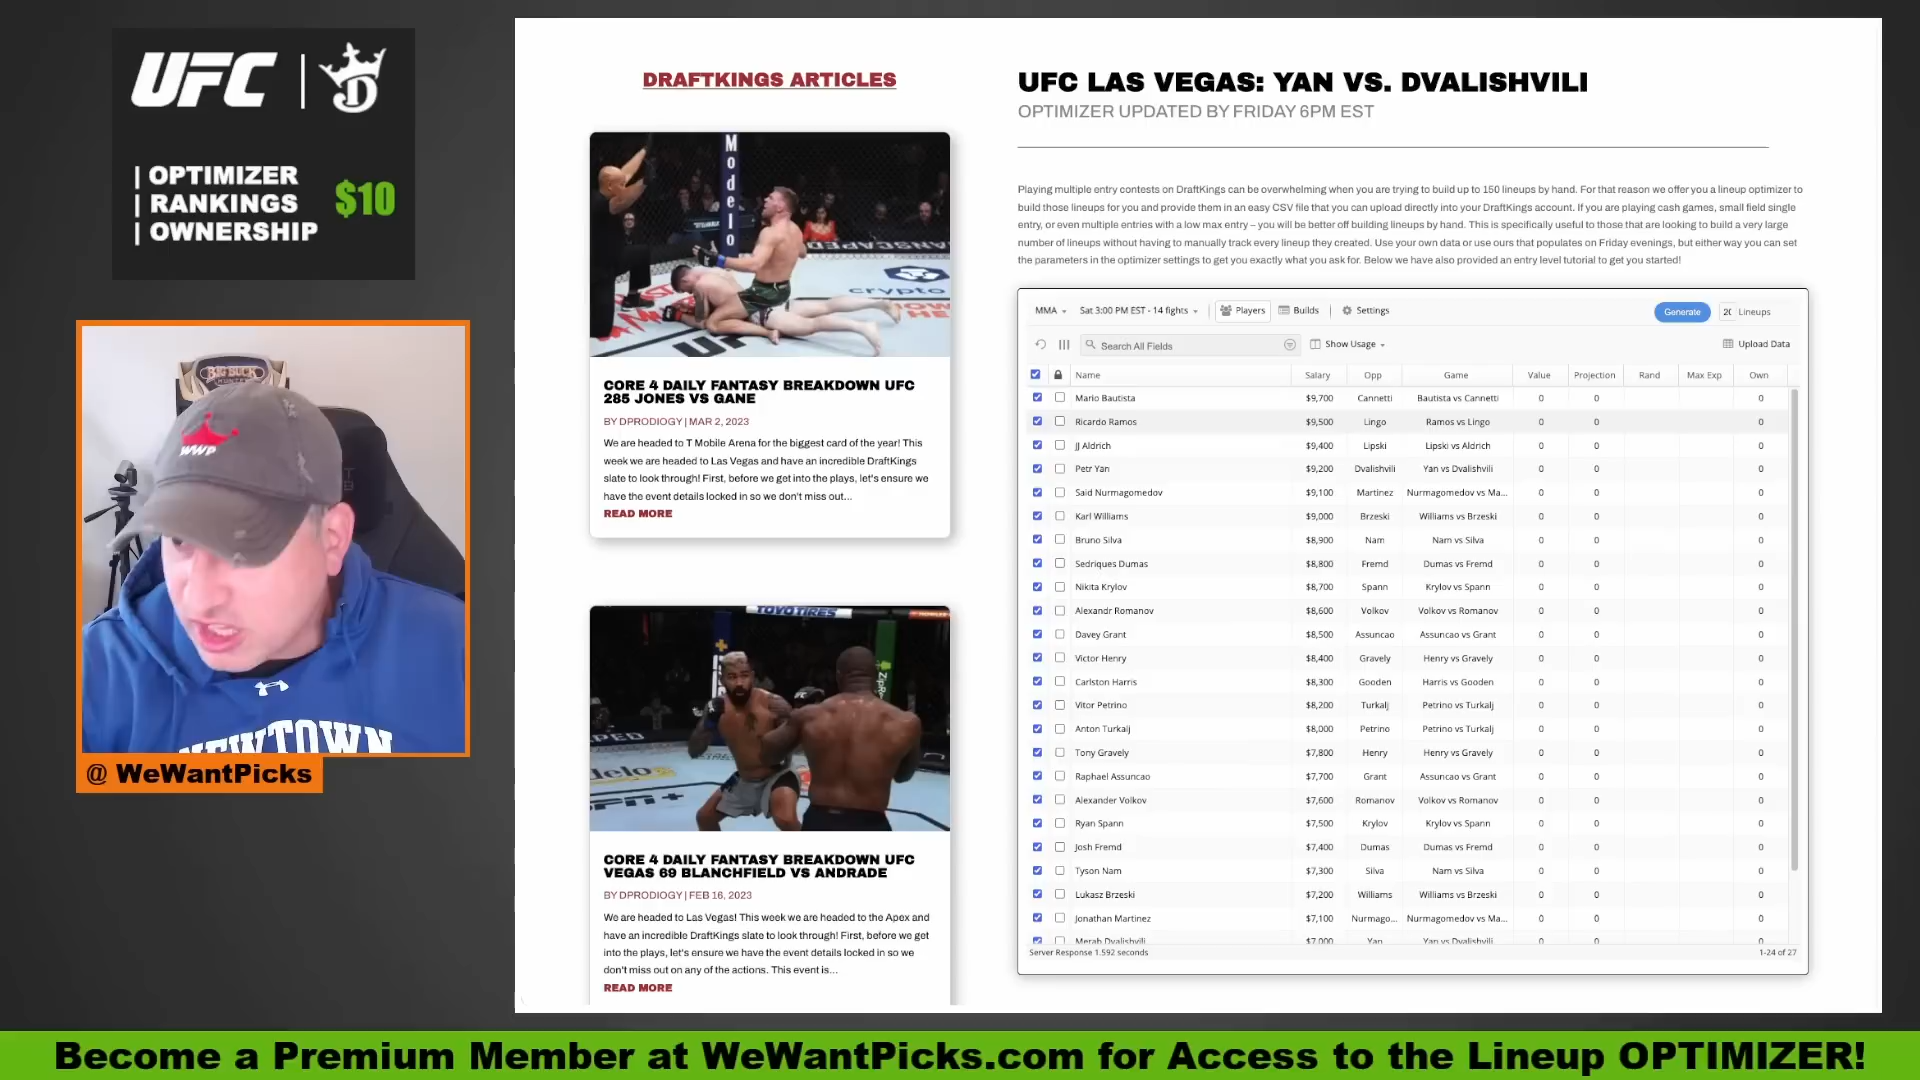 UFC
| OPTIMIZER
| RANKINGS
| OWNERSHIP
$10
BIG BUCK
WWP
NEWTOWN
@ WeWantPicks
DRAFTKINGS ARTICLES
Modelo
crypto
CORE 4 DAILY FANTASY BREAKDOWN UFC
285 JONES VS GANE
BY DPRODIOGY | MAR 2, 2023
We are headed to T Mobile Arena for the biggest card of the year! This
week we are headed to Las Vegas and have an incredible DraftKings
slate to look through! First, before we get into the plays, let's ensure we
have the event details locked in so we don't miss out...
READ MORE
TOYO TIRES
CORE 4 DAILY FANTASY BREAKDOWN UFC
VEGAS 69 BLANCHFIELD VS ANDRADE
BY DPRODIOGY | FEB 16, 2023
We are headed to Las Vegas! This week we are headed to the Apex and
have an incredible DraftKings slate to look through! First, before we get
into the plays, let's ensure we have the event details locked in so we
don't miss out on any of the actions. This event is...
READ MORE
UFC LAS VEGAS: YAN VS. DVALISHVILI
OPTIMIZER UPDATED BY FRIDAY 6PM EST
Playing multiple entry contests on DraftKings can be overwhelming when you are trying to build up to 150 lineups by hand. For that reason we offer you a lineup optimizer to
build those lineups for you and provide them in an easy CSV file that you can upload directly into your DraftKings account. If you are playing cash games, small field single
entry, or even multiple entries with a low max entry – you will be better off building lineups by hand. This is specifically useful to those that are looking to build a very large
number of lineups without having to manually track every lineup they created. Use your own data or use ours that populates on Friday evenings, but either way you can set
the parameters in the optimizer settings to get you exactly what you ask for. Below we have also provided an entry level tutorial to get you started!
MMA Sat 3:00 PM EST - 14 fights Players Builds Settings Generate 20 Lineups
Search All Fields Show Usage Upload Data
Name Salary Opp Game Value Projection Rand Max Exp Own
Mario Bautista $9,700 Cannetti Bautista vs Cannetti 0 0 0
Ricardo Ramos $9,500 Lingo Ramos vs Lingo 0 0 0
JJ Aldrich $9,400 Lipski Lipski vs Aldrich 0 0 0
Petr Yan $9,200 Dvalishvili Yan vs Dvalishvili 0 0 0
Said Nurmagomedov $9,100 Martinez Nurmagomedov vs Ma... 0 0 0
Karl Williams $9,000 Brzeski Williams vs Brzeski 0 0 0
Bruno Silva $8,900 Nam Nam vs Silva 0 0 0
Sedriques Dumas $8,800 Fremd Dumas vs Fremd 0 0 0
Nikita Krylov $8,700 Spann Krylov vs Spann 0 0 0
Alexandr Romanov $8,600 Volkov Volkov vs Romanov 0 0 0
Davey Grant $8,500 Assuncao Assuncao vs Grant 0 0 0
Victor Henry $8,400 Gravely Henry vs Gravely 0 0 0
Carlston Harris $8,300 Gooden Harris vs Gooden 0 0 0
Vitor Petrino $8,200 Turkalj Petrino vs Turkalj 0 0 0
Anton Turkalj $8,000 Petrino Petrino vs Turkalj 0 0 0
Tony Gravely $7,800 Henry Henry vs Gravely 0 0 0
Raphael Assuncao $7,700 Grant Assuncao vs Grant 0 0 0
Alexander Volkov $7,600 Romanov Volkov vs Romanov 0 0 0
Ryan Spann $7,500 Krylov Krylov vs Spann 0 0 0
Josh Fremd $7,400 Dumas Dumas vs Fremd 0 0 0
Tyson Nam $7,300 Silva Nam vs Silva 0 0 0
Lukasz Brzeski $7,200 Williams Williams vs Brzeski 0 0 0
Jonathan Martinez $7,100 Nurmago... Nurmagomedov vs Ma... 0 0 0
Merab Dvalishvili $7,000 Yan Yan vs Dvalishvili 0 0 0
Server Response 1.592 seconds 1-24 of 27
Become a Premium Member at WeWantPicks.com for Access to the Lineup OPTIMIZER!